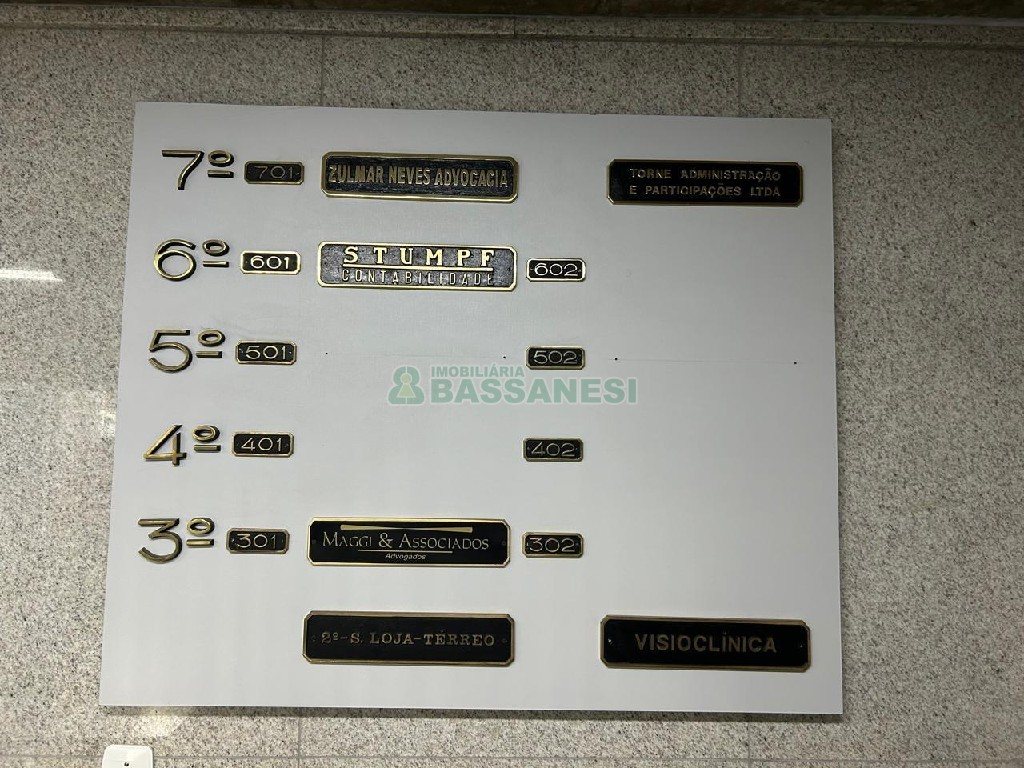 7º 701 ZULMAR NEVES ADVOCACIA TORNE ADMINISTRAÇÃO
E PARTICIPAÇÕES LTDA
6º 601 STUMPF
CONTABILIDADE 602
5º 501 502
IMOBILIÁRIA
BASSANESI
4º 401 402
3º 301 MAGGI & ASSOCIADOS
Advogados 302
2º-S. LOJA-TÉRREO VISIOCLÍNICA